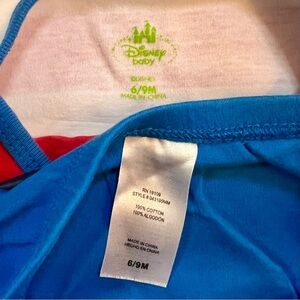 Disney
baby
©DISNEY
6/9M
MADE IN CHINA
100% COTTON
100% ALGODÓN
MADE IN CHINA
HECHO EN CHINA
6/9M